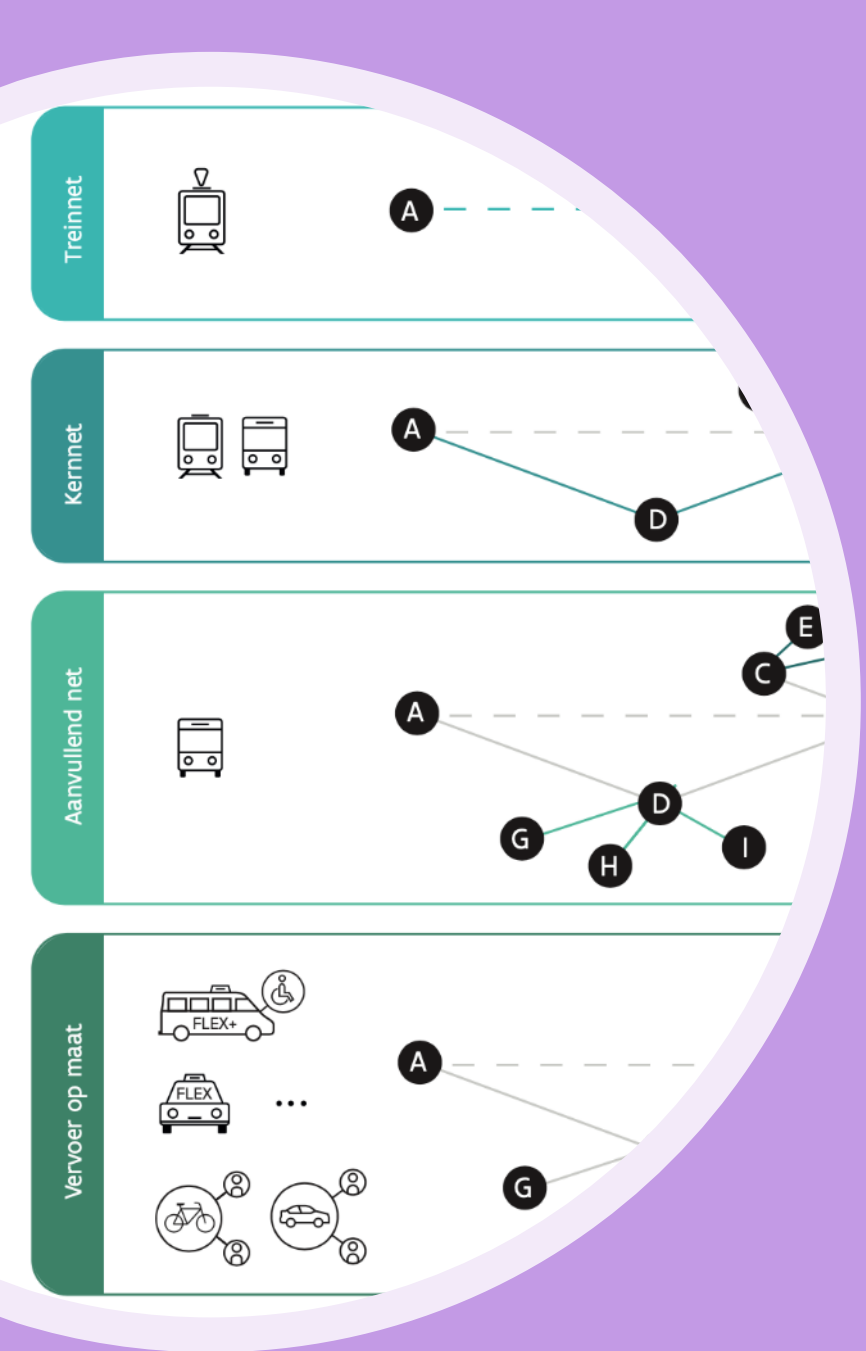 Treinnet
A
Kernnet
A
D
Aanvullend net
E
C
A
D
G
H
I
Vervoer op maat
FLEX+
A
FLEX
...
G